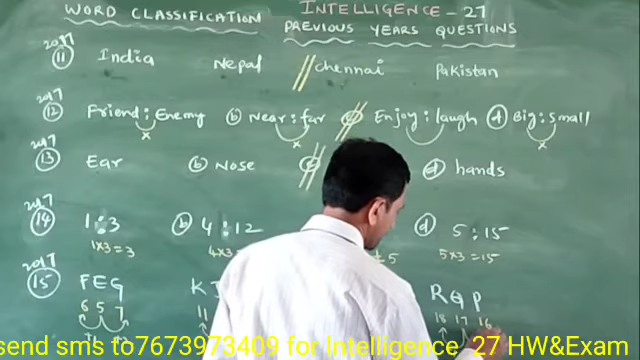 WORD CLASSIFICATION INTELLIGENCE - 27
PREVIOUS YEARS QUESTIONS
2017
11 India Nepal Chennai Pakistan
2017
12 Friend : Enemy b Near : far Enjoy : laugh d Big : Small
x x x
2017
13 Ear b Nose d hands
2017
14 1 : 3 b 4 : 12 d 5 : 15
1x3 = 3 5x3 = 15
2017
15 FEG K RQP
6 5 7 11 18 17 16
send sms to7673973409 for Intelligence 27 HW&Exam